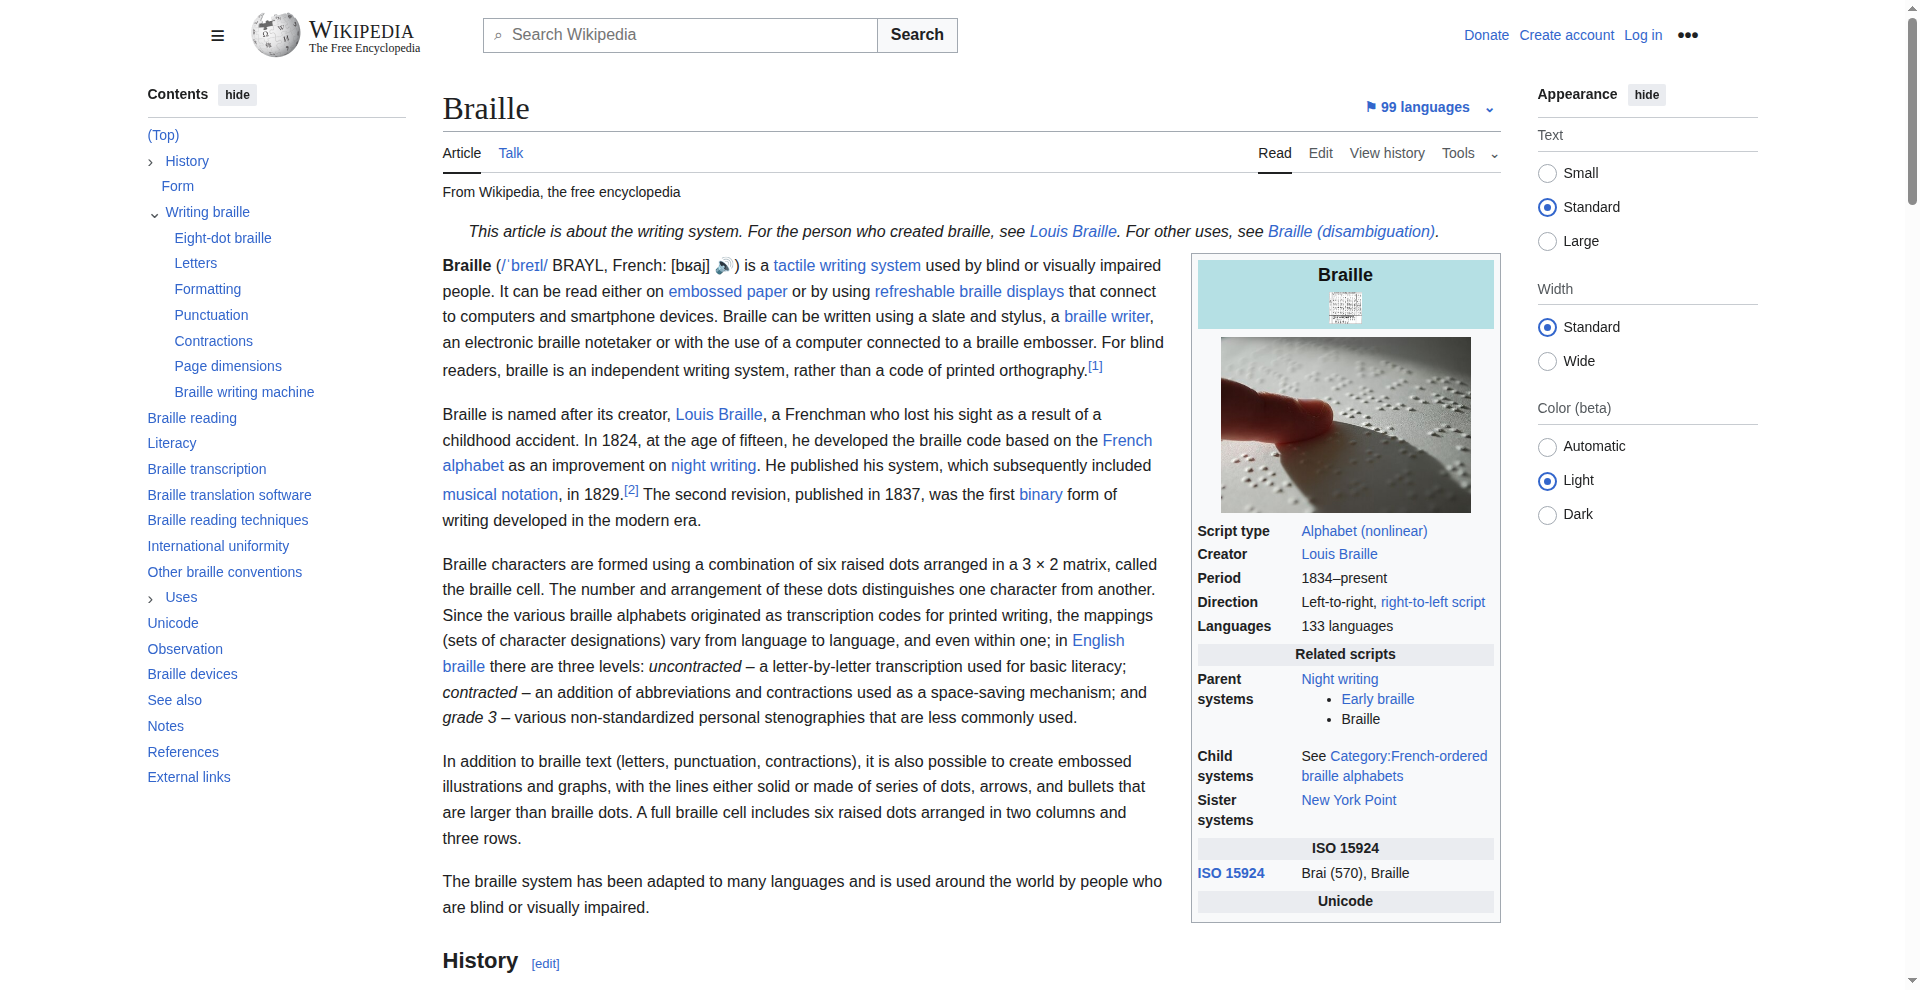 WIKIPEDIA
The Free Encyclopedia
Search Wikipedia
Search
Donate Create account Log in
Contents hide
(Top)
History
Form
Writing braille
Eight-dot braille
Letters
Formatting
Punctuation
Contractions
Page dimensions
Braille writing machine
Braille reading
Literacy
Braille transcription
Braille translation software
Braille reading techniques
International uniformity
Other braille conventions
Uses
Unicode
Observation
Braille devices
See also
Notes
References
External links
Braille
99 languages
Article Talk
Read Edit View history Tools
From Wikipedia, the free encyclopedia
This article is about the writing system. For the person who created braille, see Louis Braille. For other uses, see Braille (disambiguation).
Braille (/ˈbreɪl/ BRAYL, French: [bʁaj] 🔊) is a tactile writing system used by blind or visually impaired
people. It can be read either on embossed paper or by using refreshable braille displays that connect
to computers and smartphone devices. Braille can be written using a slate and stylus, a braille writer,
an electronic braille notetaker or with the use of a computer connected to a braille embosser. For blind
readers, braille is an independent writing system, rather than a code of printed orthography.[1]
Braille is named after its creator, Louis Braille, a Frenchman who lost his sight as a result of a
childhood accident. In 1824, at the age of fifteen, he developed the braille code based on the French
alphabet as an improvement on night writing. He published his system, which subsequently included
musical notation, in 1829.[2] The second revision, published in 1837, was the first binary form of
writing developed in the modern era.
Braille characters are formed using a combination of six raised dots arranged in a 3 × 2 matrix, called
the braille cell. The number and arrangement of these dots distinguishes one character from another.
Since the various braille alphabets originated as transcription codes for printed writing, the mappings
(sets of character designations) vary from language to language, and even within one; in English
braille there are three levels: uncontracted – a letter-by-letter transcription used for basic literacy;
contracted – an addition of abbreviations and contractions used as a space-saving mechanism; and
grade 3 – various non-standardized personal stenographies that are less commonly used.
In addition to braille text (letters, punctuation, contractions), it is also possible to create embossed
illustrations and graphs, with the lines either solid or made of series of dots, arrows, and bullets that
are larger than braille dots. A full braille cell includes six raised dots arranged in two columns and
three rows.
The braille system has been adapted to many languages and is used around the world by people who
are blind or visually impaired.
History [edit]
Braille
Script type Alphabet (nonlinear)
Creator Louis Braille
Period 1834–present
Direction Left-to-right, right-to-left script
Languages 133 languages
Related scripts
Parent systems Night writing
• Early braille
• Braille
Child systems See Category:French-ordered
braille alphabets
Sister systems New York Point
ISO 15924
ISO 15924 Brai (570), Braille
Unicode
Appearance hide
Text
Small
Standard
Large
Width
Standard
Wide
Color (beta)
Automatic
Light
Dark